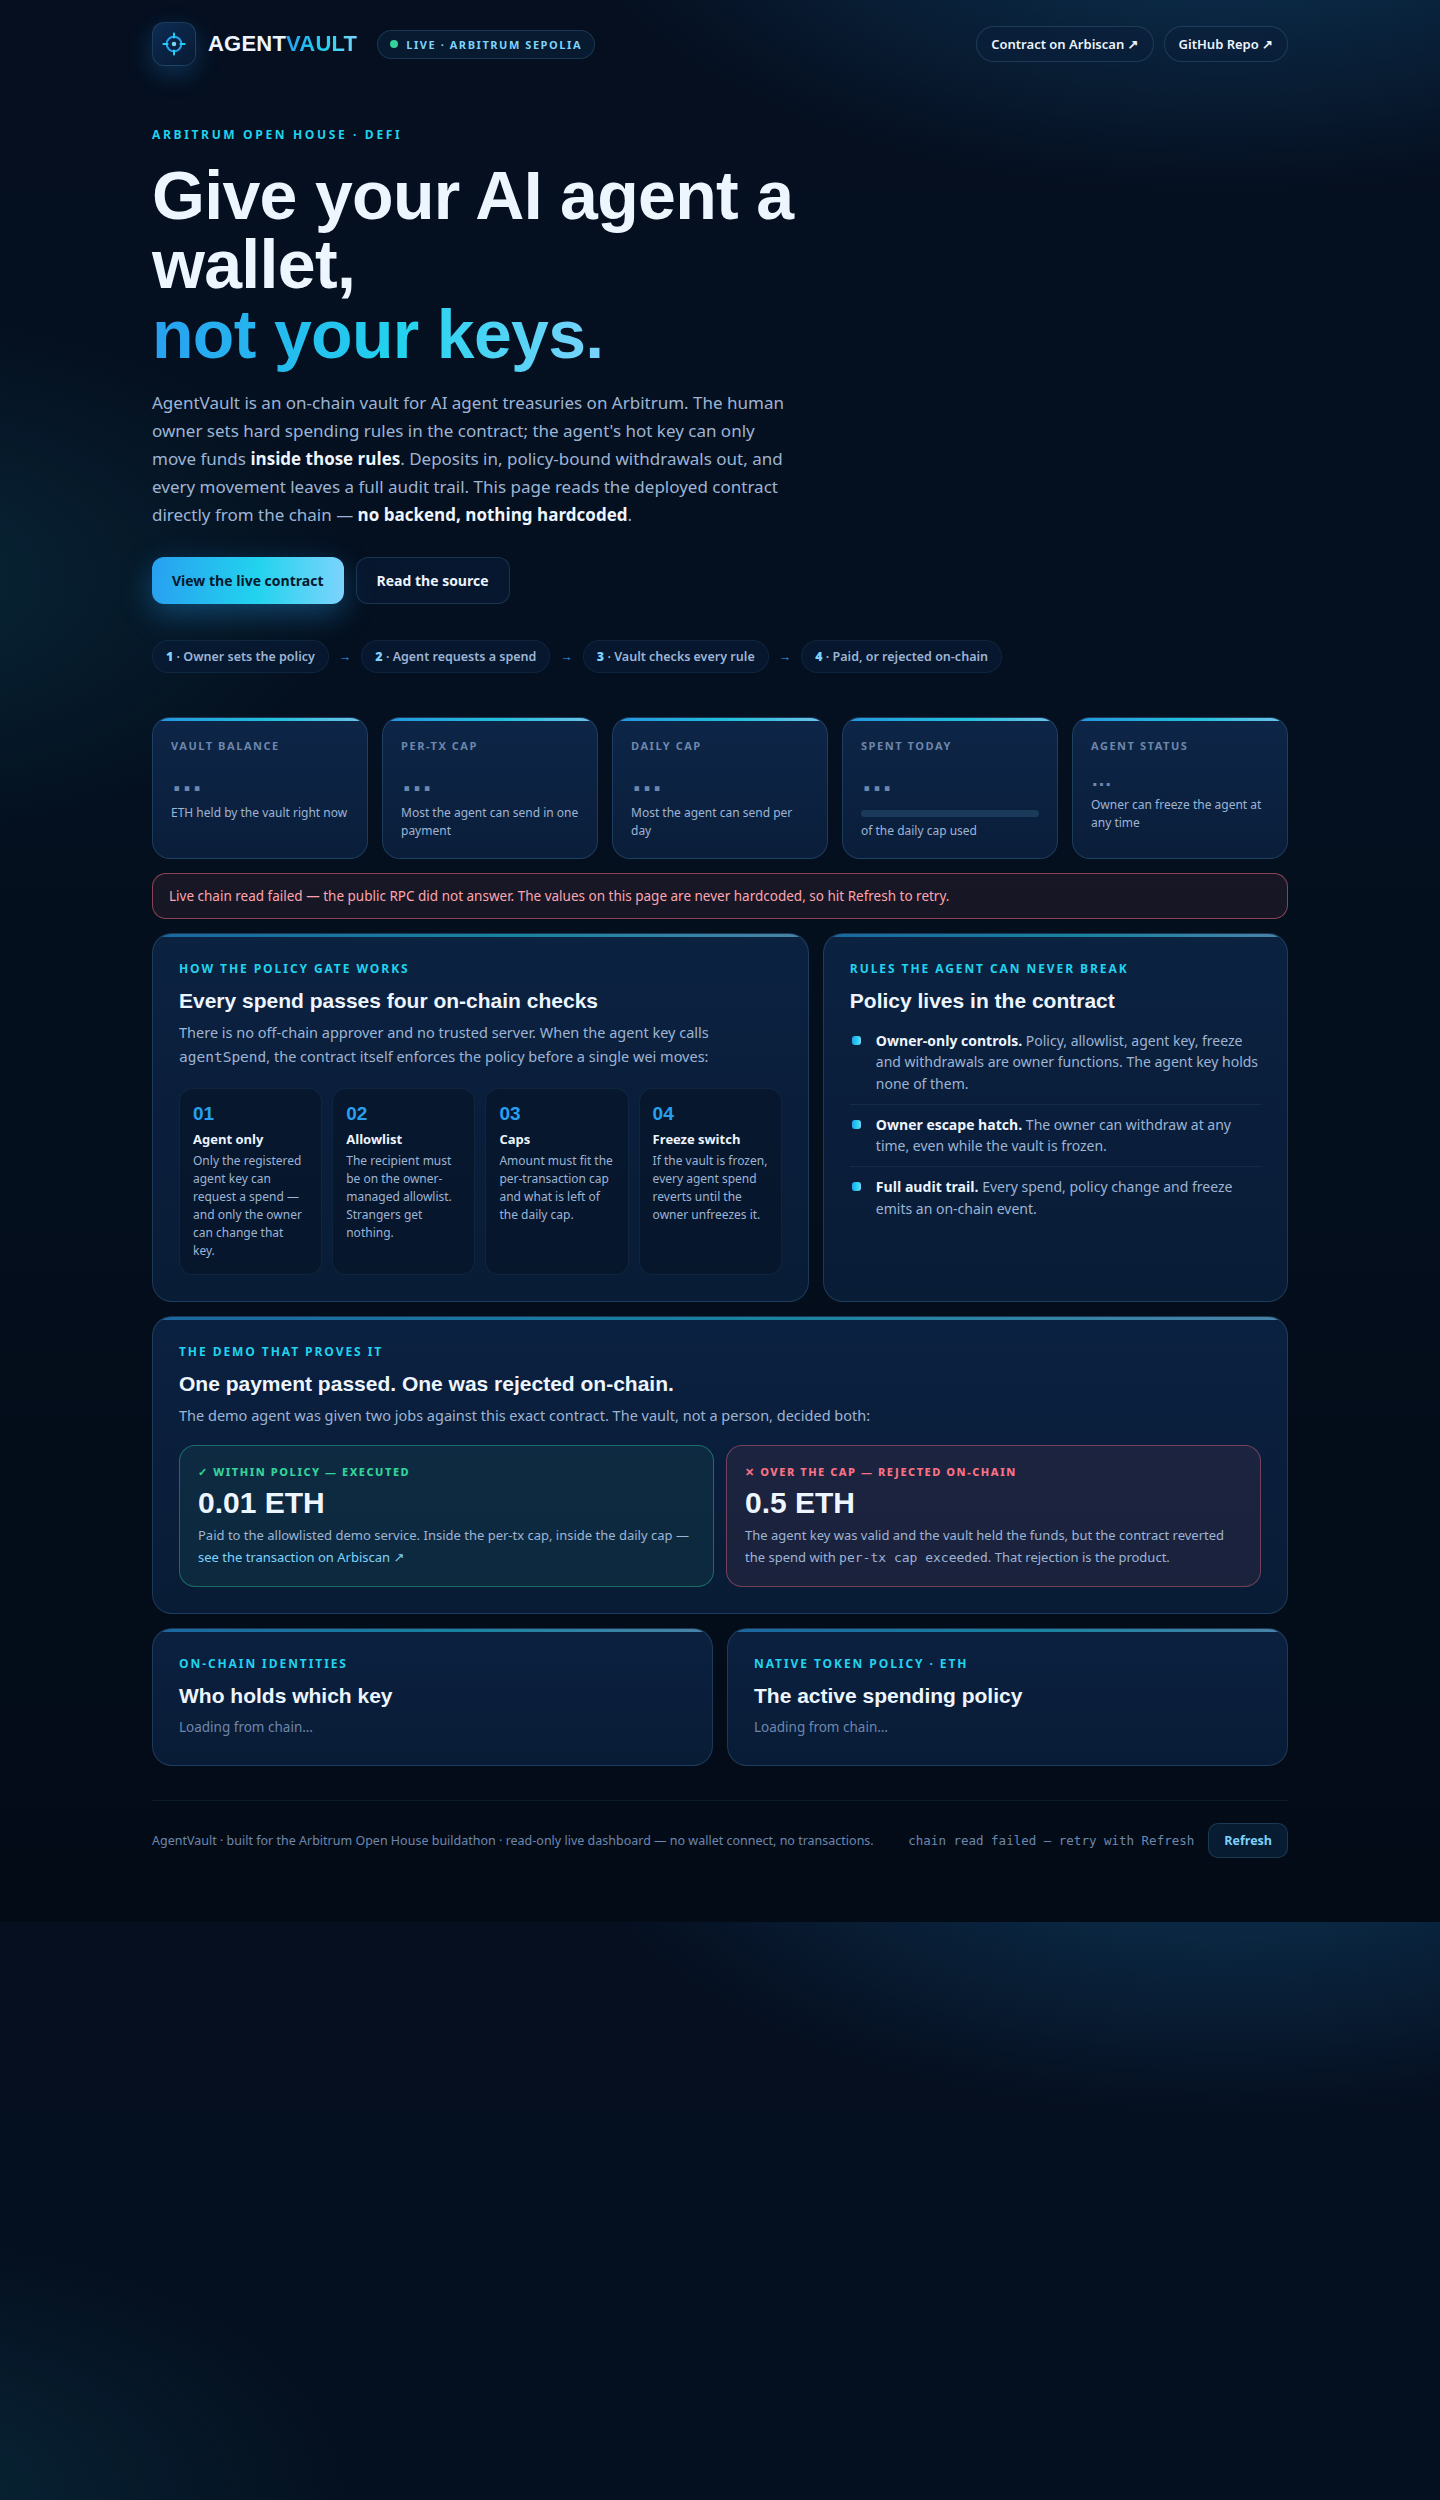 AGENTVAULT
LIVE · ARBITRUM SEPOLIA
Contract on Arbiscan ↗
GitHub Repo ↗
ARBITRUM OPEN HOUSE · DEFI
Give your AI agent a
wallet,
not your keys.
AgentVault is an on-chain vault for AI agent treasuries on Arbitrum. The human
owner sets hard spending rules in the contract; the agent's hot key can only
move funds inside those rules. Deposits in, policy-bound withdrawals out, and
every movement leaves a full audit trail. This page reads the deployed contract
directly from the chain — no backend, nothing hardcoded.
View the live contract
Read the source
1 · Owner sets the policy → 2 · Agent requests a spend → 3 · Vault checks every rule → 4 · Paid, or rejected on-chain
VAULT BALANCE
…
ETH held by the vault right now
PER-TX CAP
…
Most the agent can send in one
payment
DAILY CAP
…
Most the agent can send per
day
SPENT TODAY
…
of the daily cap used
AGENT STATUS
…
Owner can freeze the agent at
any time
Live chain read failed — the public RPC did not answer. The values on this page are never hardcoded, so hit Refresh to retry.
HOW THE POLICY GATE WORKS
Every spend passes four on-chain checks
There is no off-chain approver and no trusted server. When the agent key calls
agentSpend, the contract itself enforces the policy before a single wei moves:
01
Agent only
Only the registered
agent key can
request a spend —
and only the owner
can change that
key.
02
Allowlist
The recipient must
be on the owner-
managed allowlist.
Strangers get
nothing.
03
Caps
Amount must fit the
per-transaction cap
and what is left of
the daily cap.
04
Freeze switch
If the vault is frozen,
every agent spend
reverts until the
owner unfreezes it.
RULES THE AGENT CAN NEVER BREAK
Policy lives in the contract
Owner-only controls. Policy, allowlist, agent key, freeze
and withdrawals are owner functions. The agent key holds
none of them.
Owner escape hatch. The owner can withdraw at any
time, even while the vault is frozen.
Full audit trail. Every spend, policy change and freeze
emits an on-chain event.
THE DEMO THAT PROVES IT
One payment passed. One was rejected on-chain.
The demo agent was given two jobs against this exact contract. The vault, not a person, decided both:
✓ WITHIN POLICY — EXECUTED
0.01 ETH
Paid to the allowlisted demo service. Inside the per-tx cap, inside the daily cap —
see the transaction on Arbiscan ↗
✕ OVER THE CAP — REJECTED ON-CHAIN
0.5 ETH
The agent key was valid and the vault held the funds, but the contract reverted
the spend with per-tx cap exceeded. That rejection is the product.
ON-CHAIN IDENTITIES
Who holds which key
Loading from chain…
NATIVE TOKEN POLICY · ETH
The active spending policy
Loading from chain…
AgentVault · built for the Arbitrum Open House buildathon · read-only live dashboard — no wallet connect, no transactions.
chain read failed — retry with Refresh
Refresh